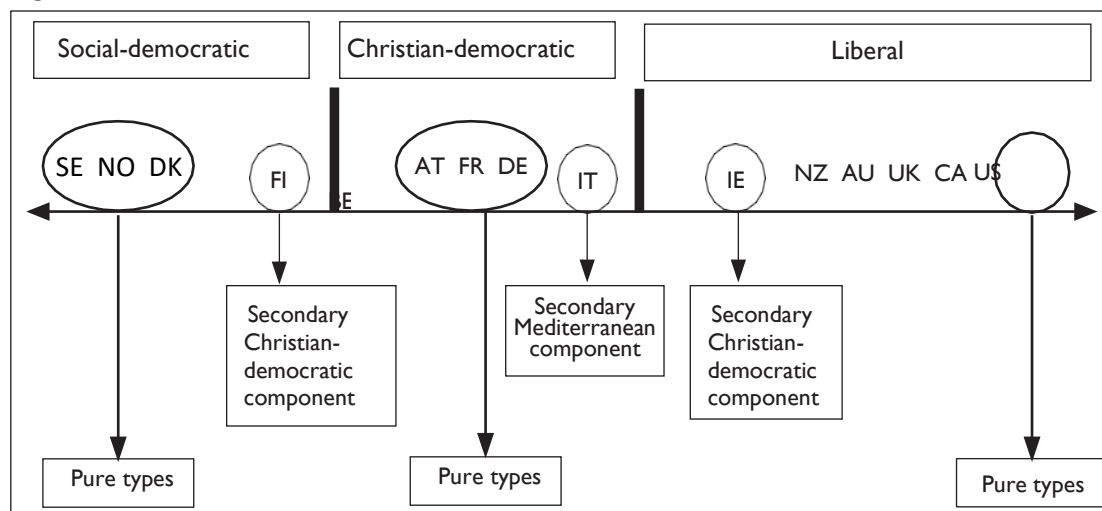 Social-democratic
Christian-democratic
Liberal
SE NO DK
FI
BE
AT FR DE
IT
IE
NZ AU UK CA US
Secondary
Christian-
democratic
component
Secondary
Mediterranean
component
Secondary
Christian-
democratic
component
Pure types
Pure types
Pure types